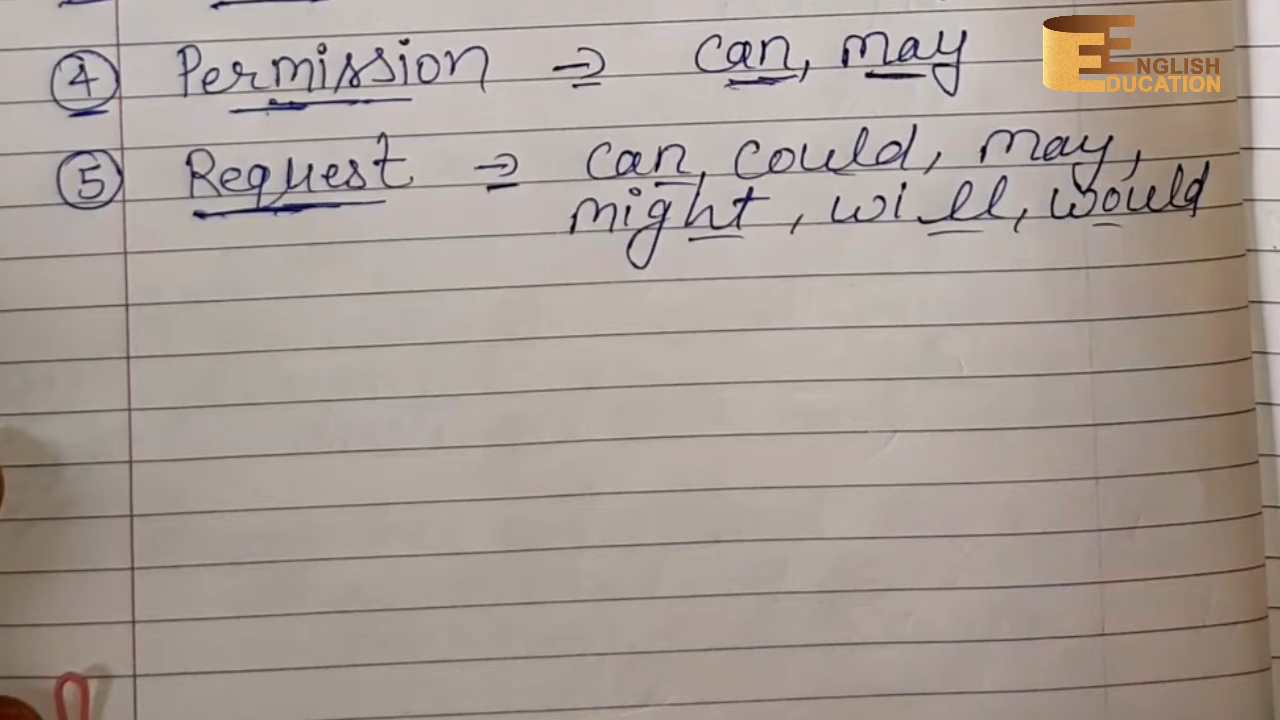 ④ Permission ⇒ can, may
⑤ Request ⇒ can, could, may,
might, will, would
ENGLISH
EDUCATION